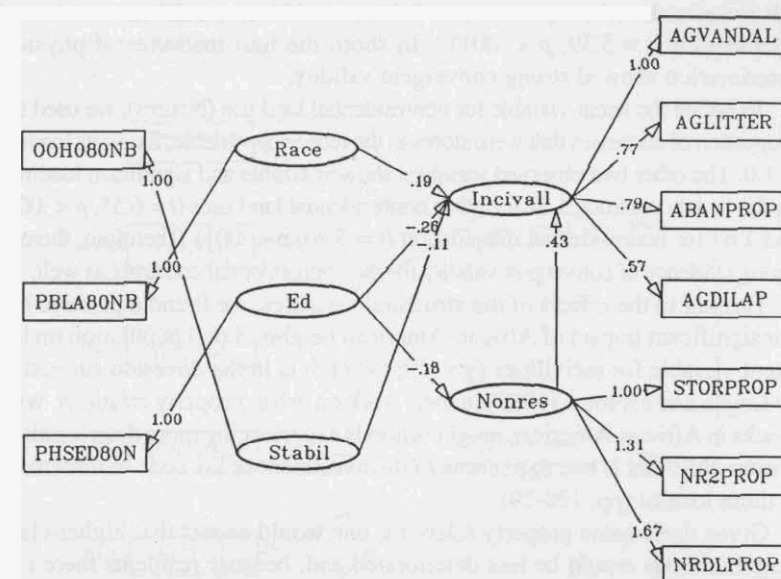 AGVANDAL
1.00
AGLITTER
OOH080NB
Race
.77
1.00
.19
Incivall
.79
ABANPROP
-.26
-.11
.43
1.00
.57
PBLA80NB
Ed
AGDILAP
-.18
1.00
STORPROP
1.00
Nonres
PHSED80N
Stabil
1.31
NR2PROP
1.67
NRDLPROP